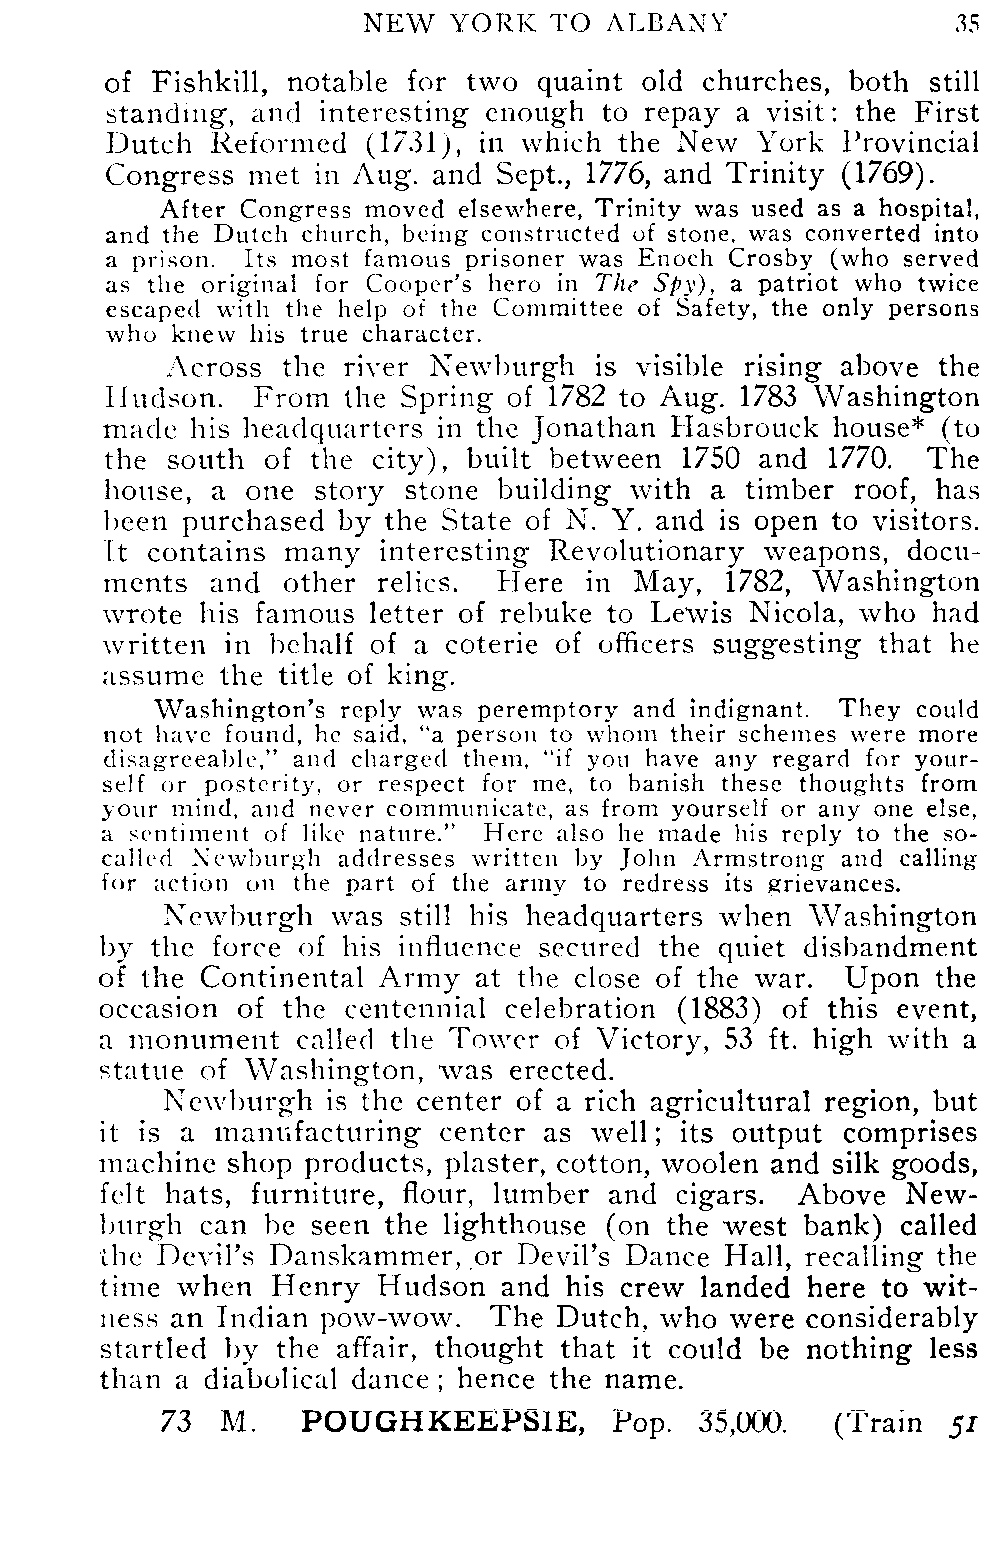 NEW YORK TO ALBANY 35
of Fishkill, notable for two quaint old churches, both still
standing, and interesting enough to repay a visit: the First
Dutch Reformed (1731), in which the New York Provincial
Congress met in Aug. and Sept., 1776, and Trinity (1769).
After Congress moved elsewhere, Trinity was used as a hospital,
and the Dutch church, being constructed of stone, was converted into
a prison. Its most famous prisoner was Enoch Crosby (who served
as the original for Cooper's hero in The Spy), a patriot who twice
escaped with the help of the Committee of Safety, the only persons
who knew his true character.
Across the river Newburgh is visible rising above the
Hudson. From the Spring of 1782 to Aug. 1783 Washington
made his headquarters in the Jonathan Hasbrouck house* (to
the south of the city), built between 1750 and 1770. The
house, a one story stone building with a timber roof, has
been purchased by the State of N. Y. and is open to visitors.
It contains many interesting Revolutionary weapons, docu-
ments and other relics. Here in May, 1782, Washington
wrote his famous letter of rebuke to Lewis Nicola, who had
written in behalf of a coterie of officers suggesting that he
assume the title of king.
Washington's reply was peremptory and indignant. They could
not have found, he said, "a person to whom their schemes were more
disagreeable," and charged them, "if you have any regard for your-
self or posterity, or respect for me, to banish these thoughts from
your mind, and never communicate, as from yourself or any one else,
a sentiment of like nature." Here also he made his reply to the so-
called Newburgh addresses written by John Armstrong and calling
for action on the part of the army to redress its grievances.
Newburgh was still his headquarters when Washington
by the force of his influence secured the quiet disbandment
of the Continental Army at the close of the war. Upon the
occasion of the centennial celebration (1883) of this event,
a monument called the Tower of Victory, 53 ft. high with a
statue of Washington, was erected.
Newburgh is the center of a rich agricultural region, but
it is a manufacturing center as well; its output comprises
machine shop products, plaster, cotton, woolen and silk goods,
felt hats, furniture, flour, lumber and cigars. Above New-
burgh can be seen the lighthouse (on the west bank) called
the Devil's Danskammer, or Devil's Dance Hall, recalling the
time when Henry Hudson and his crew landed here to wit-
ness an Indian pow-wow. The Dutch, who were considerably
startled by the affair, thought that it could be nothing less
than a diabolical dance; hence the name.
73 M. POUGHKEEPSIE, Pop. 35,000. (Train 51